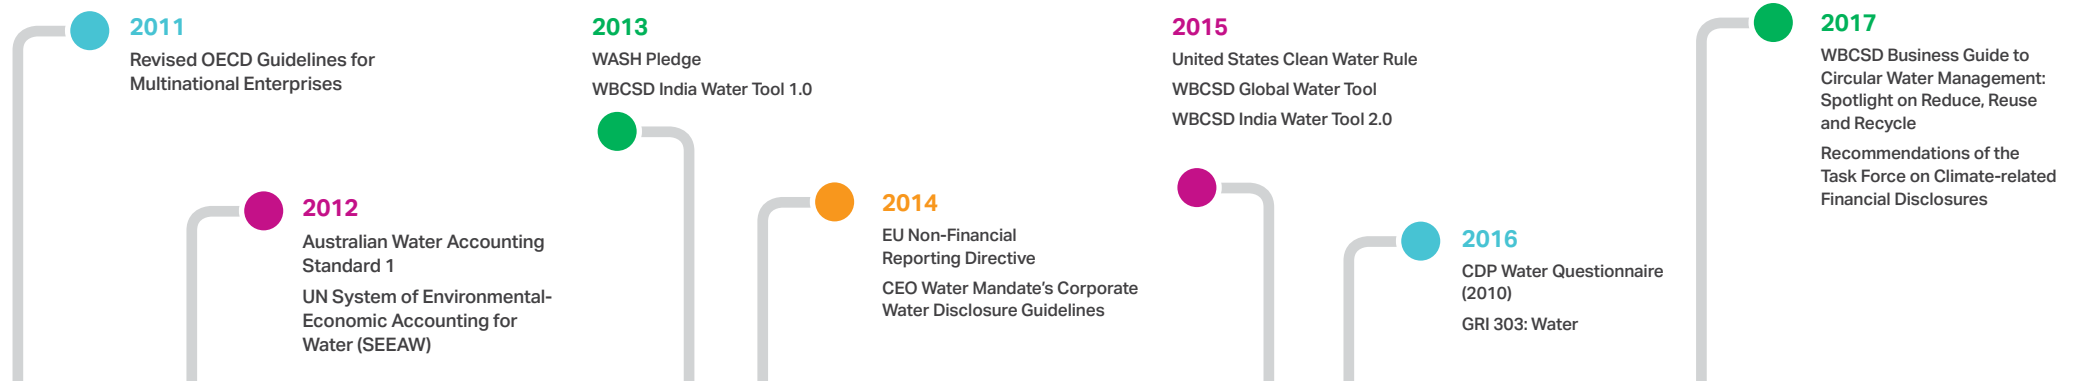 2011
Revised OECD Guidelines for
Multinational Enterprises
2012
Australian Water Accounting
Standard 1
UN System of Environmental-
Economic Accounting for
Water (SEEAW)
2013
WASH Pledge
WBCSD India Water Tool 1.0
2014
EU Non-Financial
Reporting Directive
CEO Water Mandate's Corporate
Water Disclosure Guidelines
2015
United States Clean Water Rule
WBCSD Global Water Tool
WBCSD India Water Tool 2.0
2016
CDP Water Questionnaire
(2010)
GRI 303: Water
2017
WBCSD Business Guide to
Circular Water Management:
Spotlight on Reduce, Reuse
and Recycle
Recommendations of the
Task Force on Climate-related
Financial Disclosures